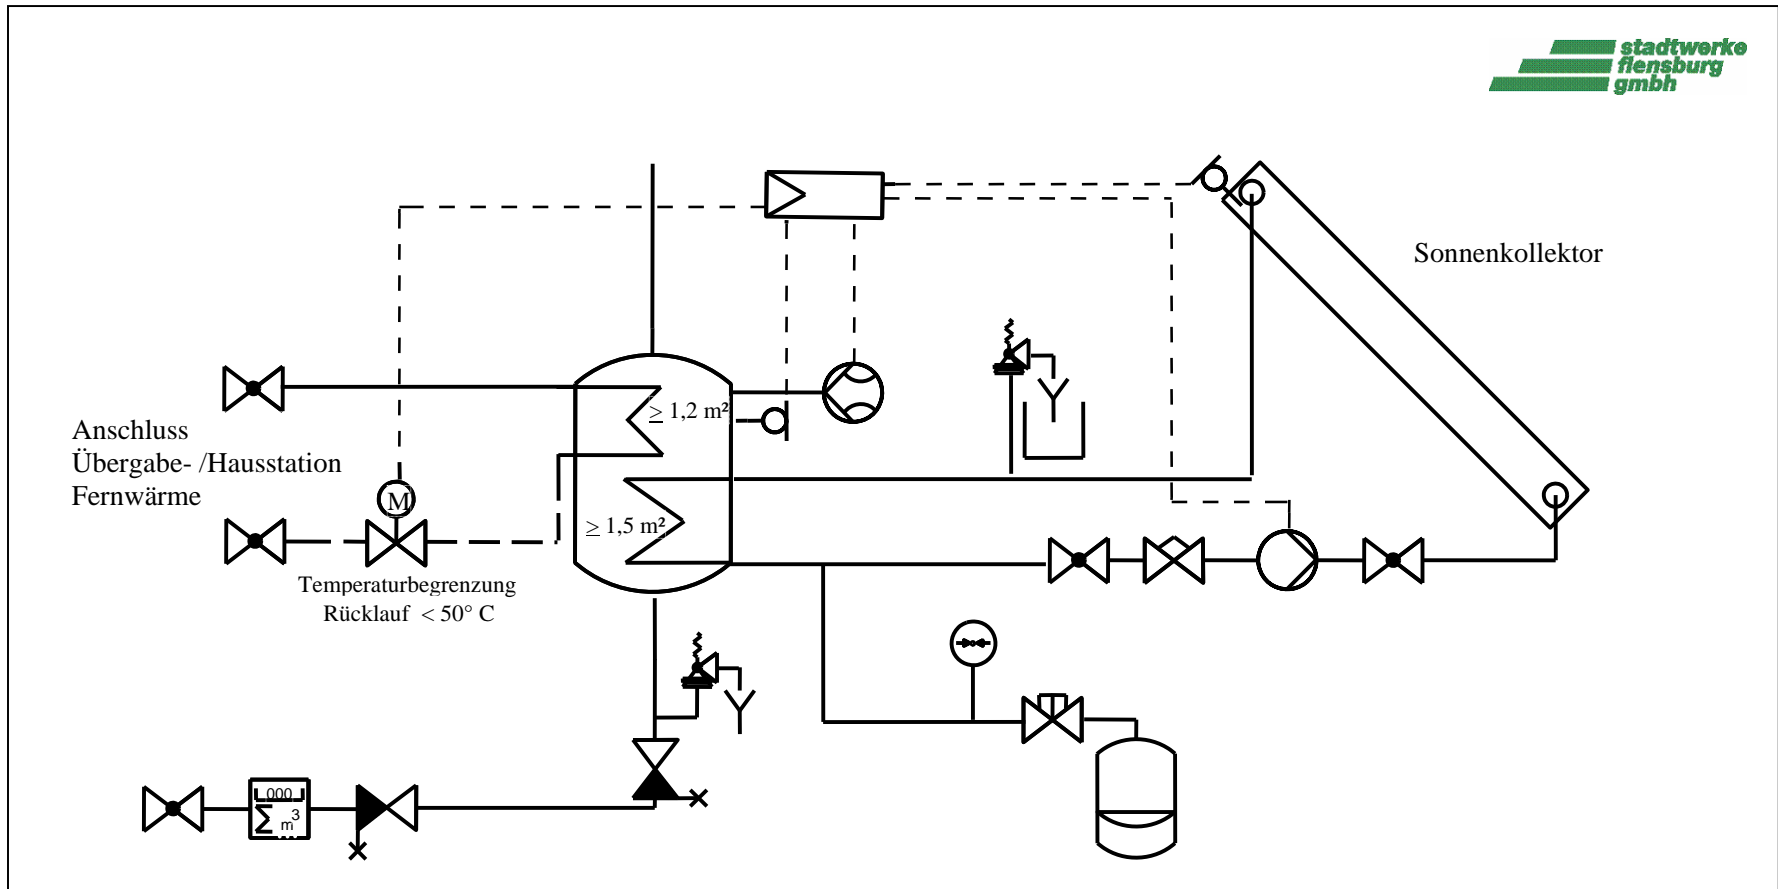 stadtwerke
flensburg
gmbh
Sonnenkollektor
≥ 1,2 m²
Anschluss
Übergabe- /Hausstation
Fernwärme
M
≥ 1,5 m²
Temperaturbegrenzung
Rücklauf < 50° C
000
Σ m³